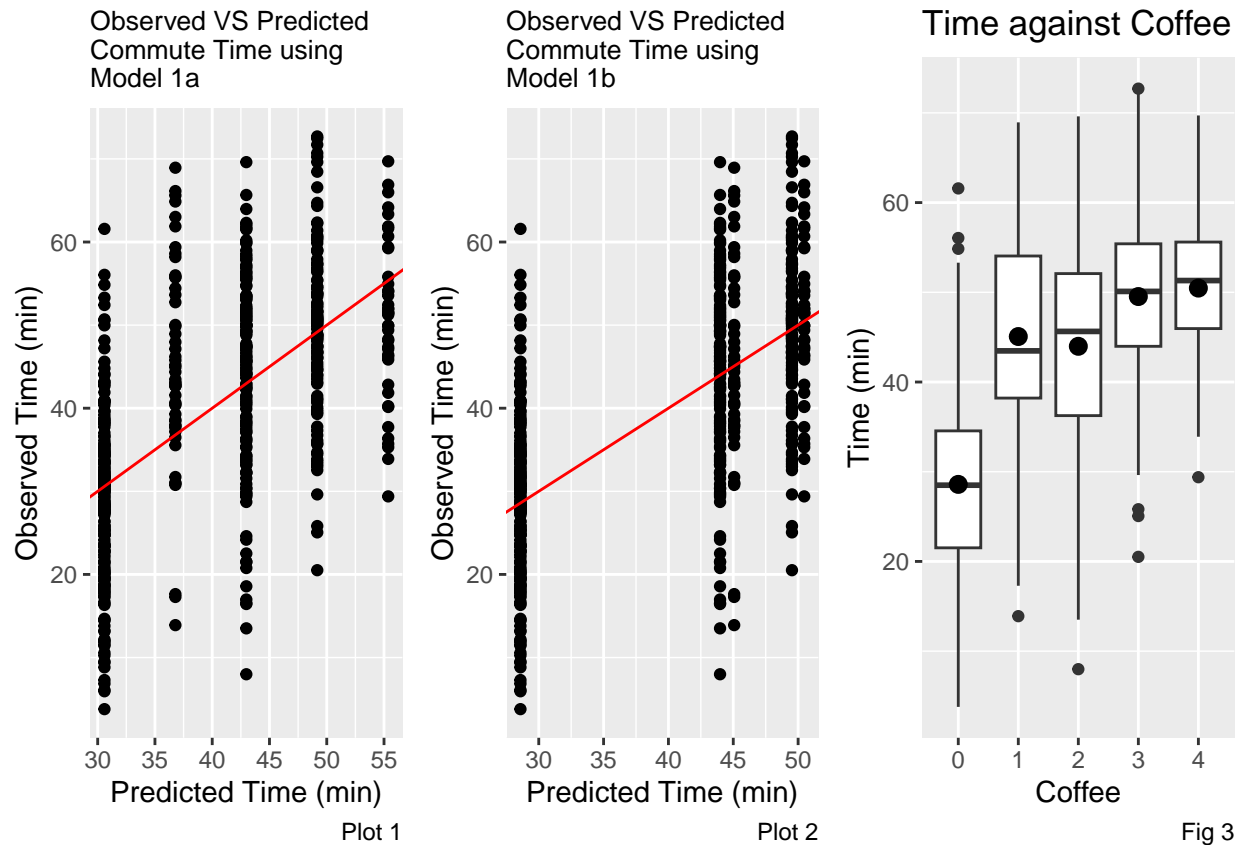 Observed VS Predicted
Commute Time using
Model 1a
Observed Time (min)
60
40
20
30 35 40 45 50 55
Predicted Time (min)
Plot 1
Observed VS Predicted
Commute Time using
Model 1b
Observed Time (min)
60
40
20
30 35 40 45 50
Predicted Time (min)
Plot 2
Time against Coffee
Time (min)
60
40
20
0 1 2 3 4
Coffee
Fig 3